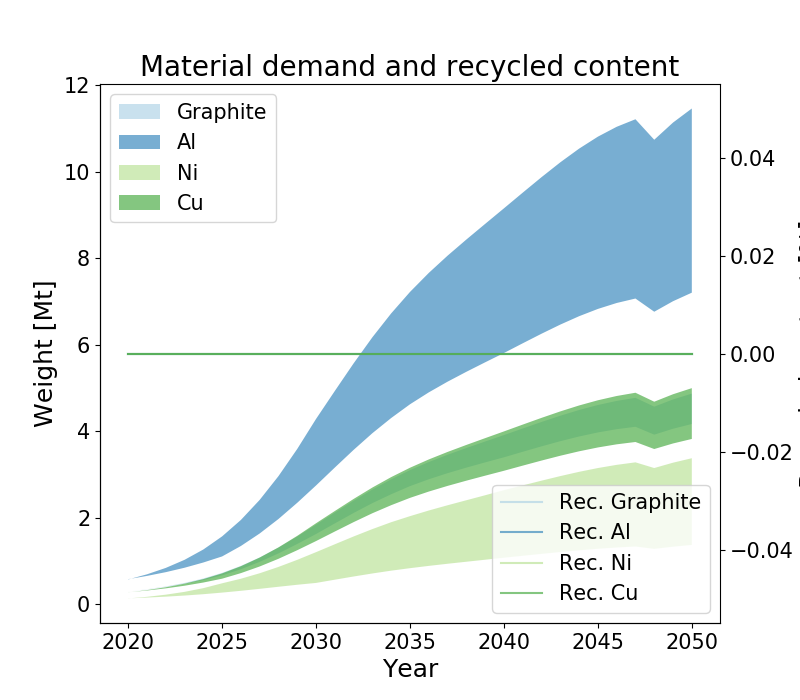 Material demand and recycled content
12
10
8
6
4
2
0
Weight [Mt]
Graphite
Al
Ni
Cu
0.04
0.02
0.00
−0.02
−0.04
Rec. Graphite
Rec. Al
Rec. Ni
Rec. Cu
2020 2025 2030 2035 2040 2045 2050
Year